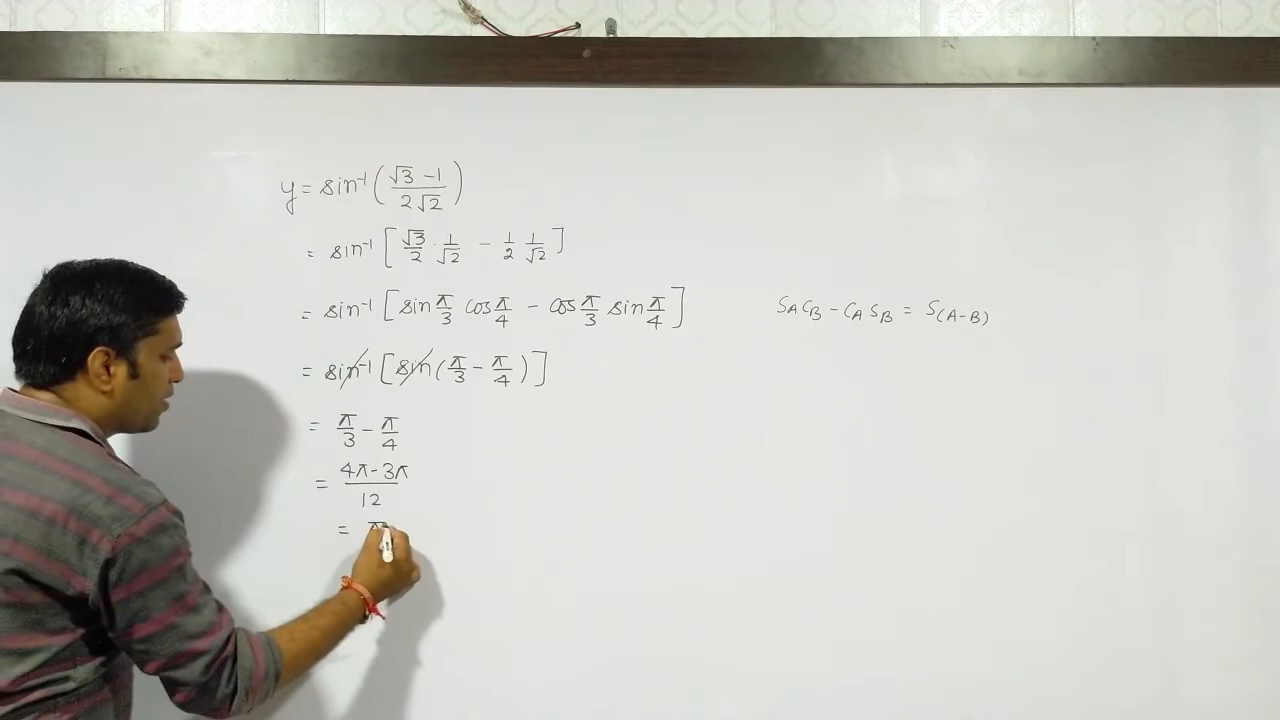 y = sin⁻¹ ( (√3 - 1) / (2√2) )
= sin⁻¹ [ √3/2 · 1/√2 - 1/2 1/√2 ]
= sin⁻¹ [ sin π/3 cos π/4 - cos π/3 sin π/4 ]
S_A C_B - C_A S_B = S_(A-B)
= sin⁻¹ [ sin ( π/3 - π/4 ) ]
= π/3 - π/4
= (4π - 3π) / 12
= π